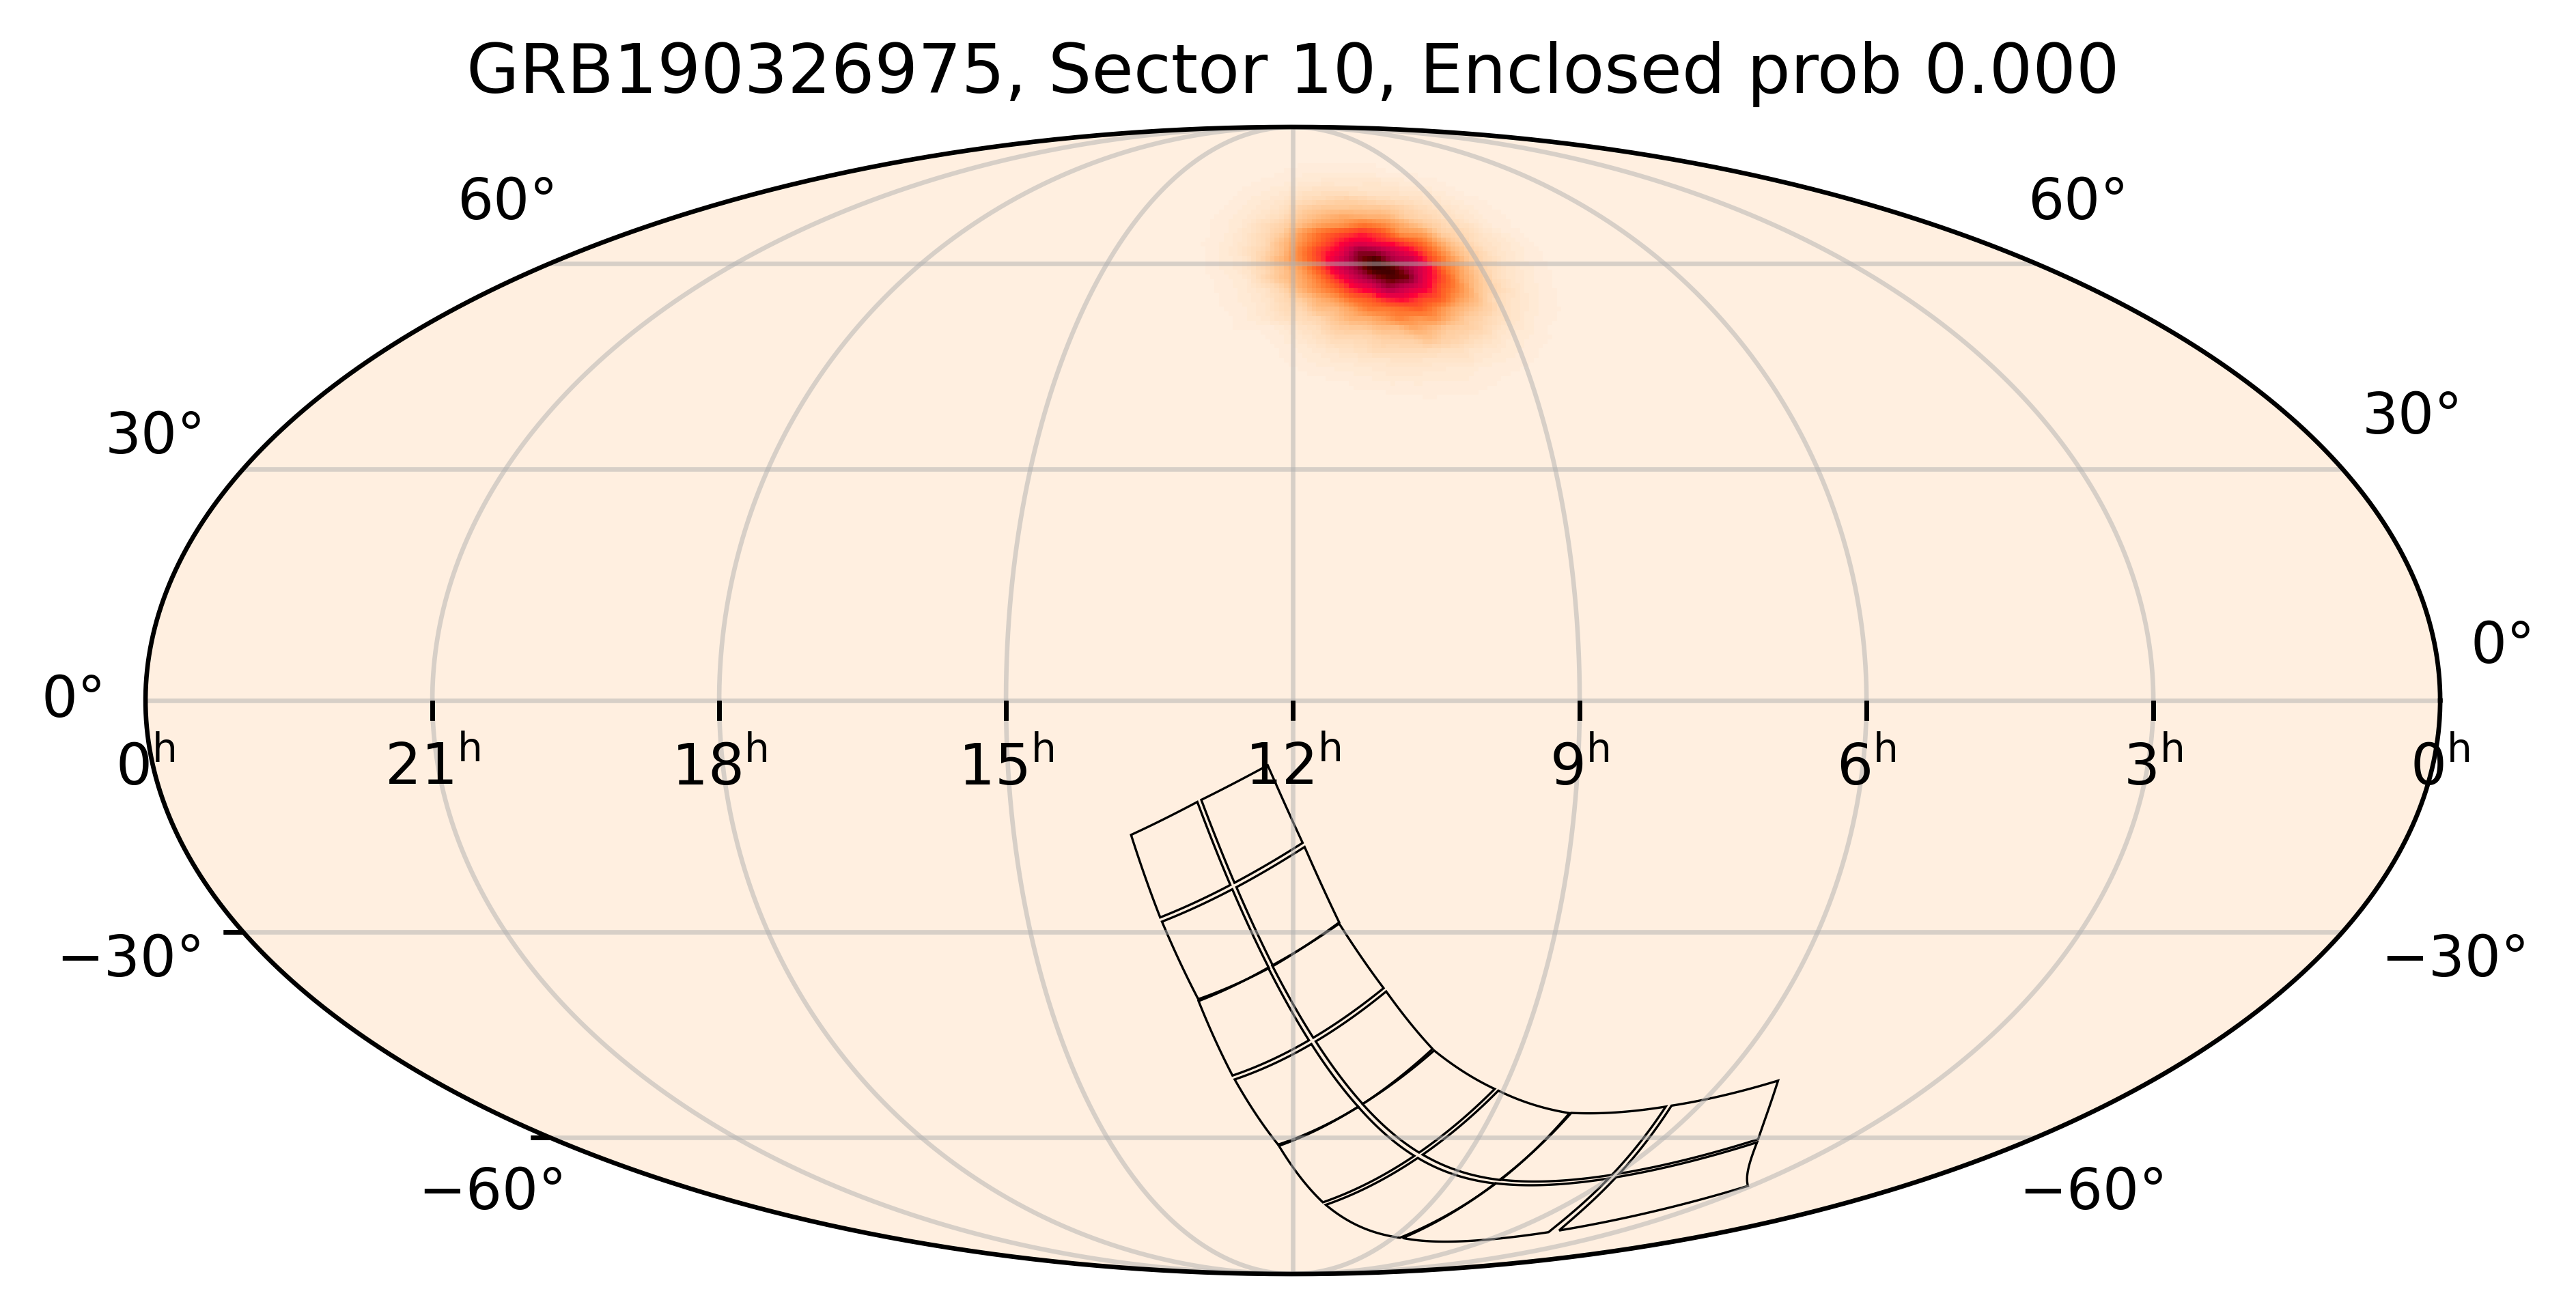 GRB190326975, Sector 10, Enclosed prob 0.000
60° 60°
30° 30°
0° 0°
0h 21h 18h 15h 12h 9h 6h 3h 0h
−30° −30°
−60° −60°